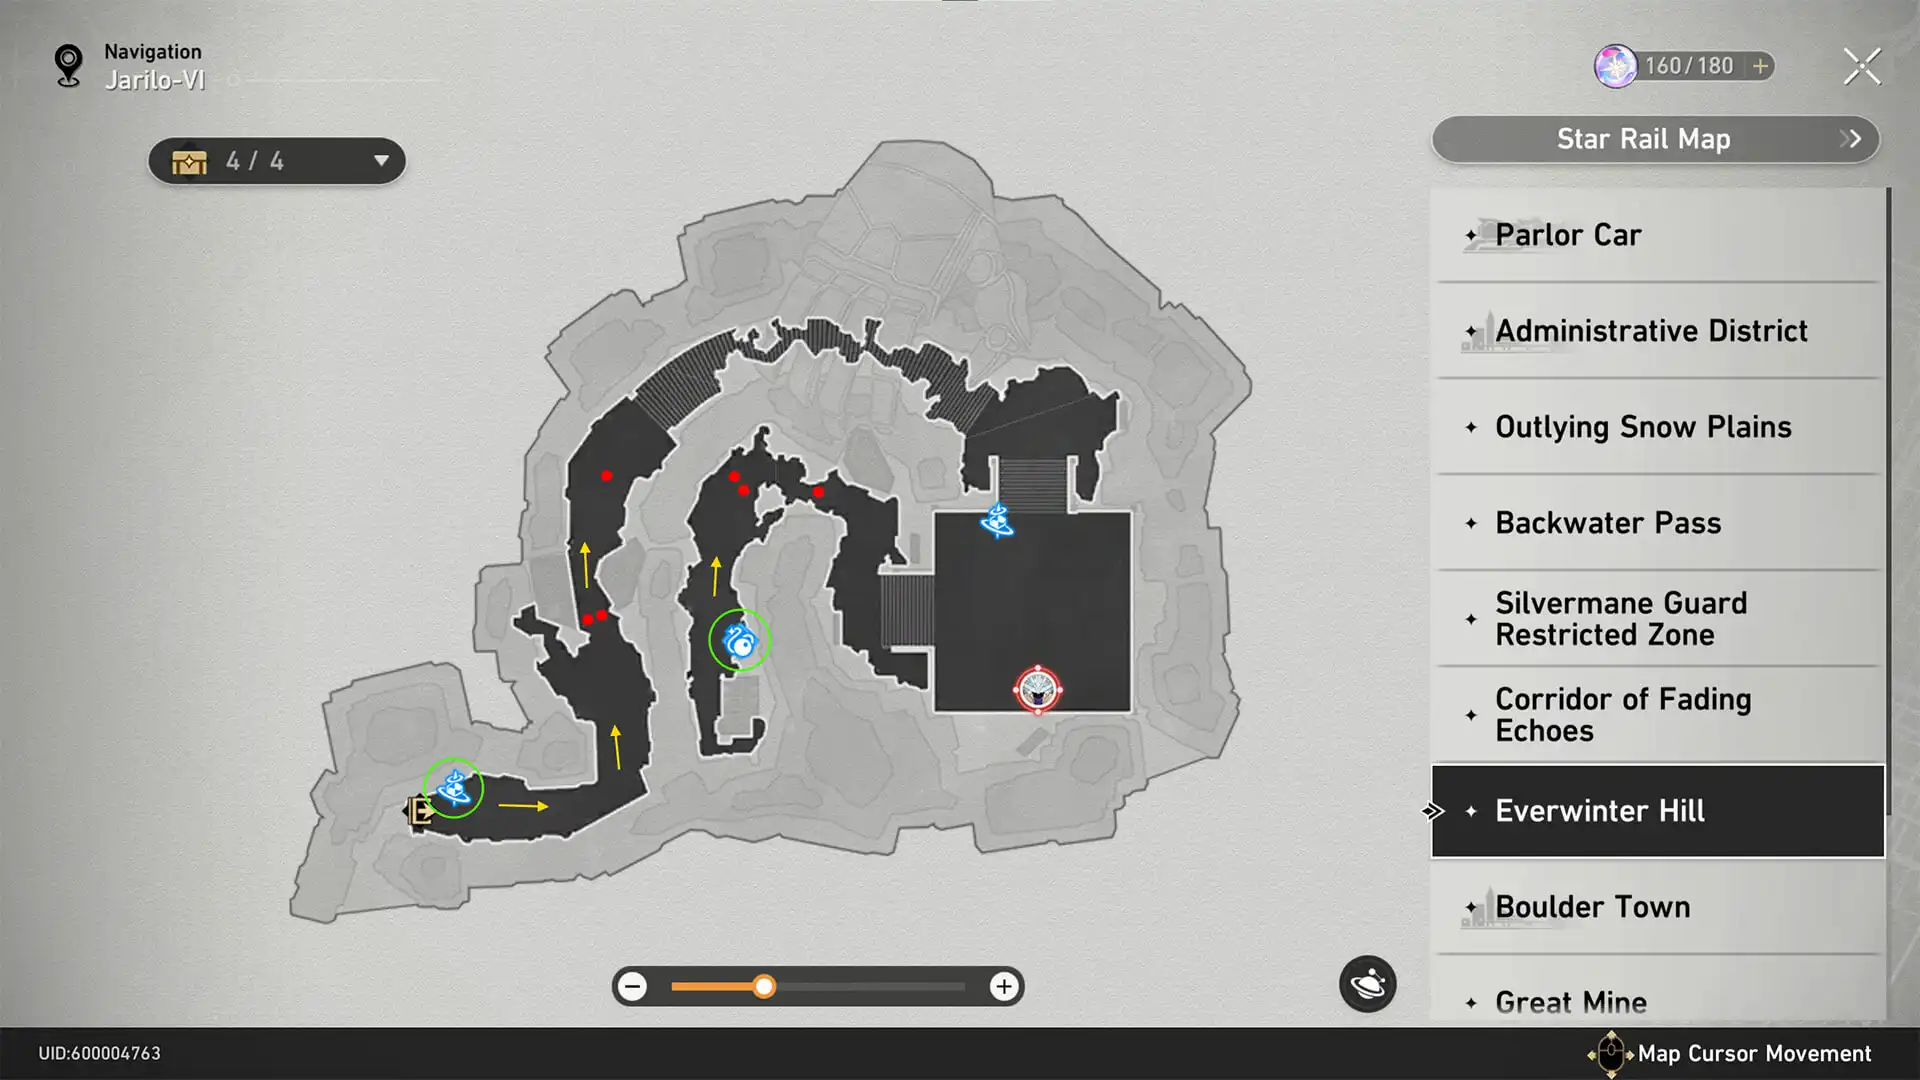 Navigation
Jarilo-VI
160/180
4 / 4
Star Rail Map
Parlor Car
Administrative District
Outlying Snow Plains
Backwater Pass
Silvermane Guard
Restricted Zone
Corridor of Fading
Echoes
Everwinter Hill
Boulder Town
Great Mine
UID:600004763
Map Cursor Movement